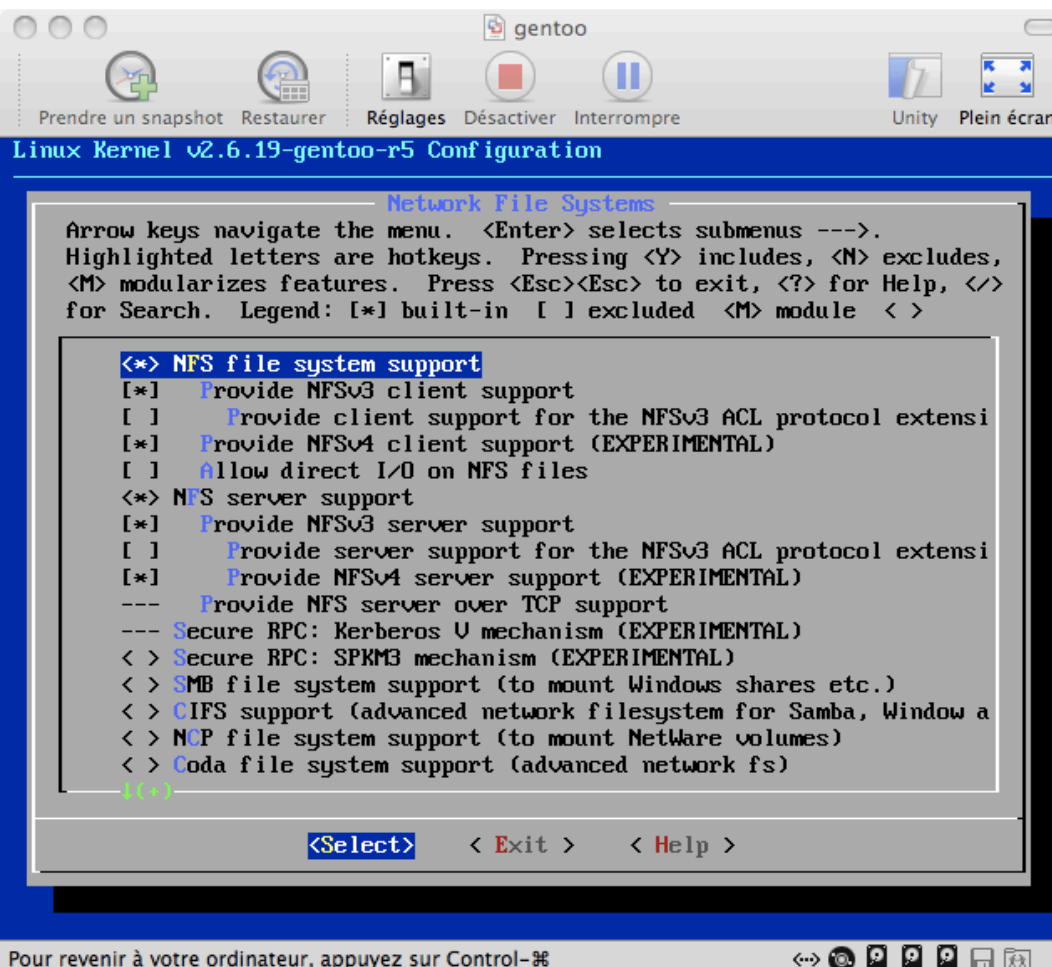 gentoo
Prendre un snapshot Restaurer Réglages Désactiver Interrompre Unity Plein écran
Linux Kernel v2.6.19-gentoo-r5 Configuration
Network File Systems
Arrow keys navigate the menu. <Enter> selects submenus --->.
Highlighted letters are hotkeys. Pressing <Y> includes, <N> excludes,
<M> modularizes features. Press <Esc><Esc> to exit, <?> for Help, </>
for Search. Legend: [*] built-in [ ] excluded <M> module < >
<*> NFS file system support
[*] Provide NFSv3 client support
[ ] Provide client support for the NFSv3 ACL protocol extensi
[*] Provide NFSv4 client support (EXPERIMENTAL)
[ ] Allow direct I/O on NFS files
<*> NFS server support
[*] Provide NFSv3 server support
[ ] Provide server support for the NFSv3 ACL protocol extensi
[*] Provide NFSv4 server support (EXPERIMENTAL)
--- Provide NFS server over TCP support
--- Secure RPC: Kerberos V mechanism (EXPERIMENTAL)
< > Secure RPC: SPKM3 mechanism (EXPERIMENTAL)
< > SMB file system support (to mount Windows shares etc.)
< > CIFS support (advanced network filesystem for Samba, Window a
< > NCP file system support (to mount NetWare volumes)
< > Coda file system support (advanced network fs)
↓(+)
<Select> < Exit > < Help >
Pour revenir à votre ordinateur, appuyez sur Control-⌘